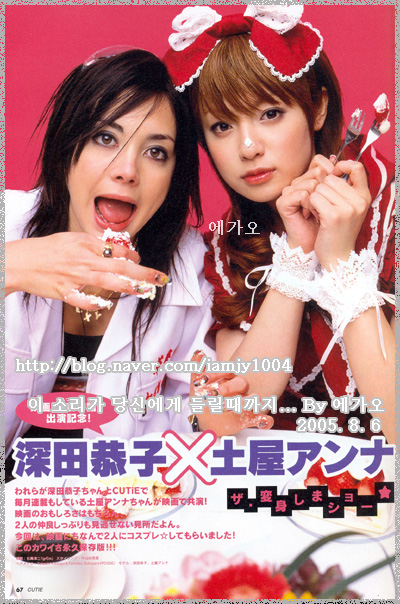 에가오
http://blog.naver.com/iamjy1004
이 소리가 당신에게 들릴때까지... By 에가오
出演記念!
2005. 8. 6
深田恭子×土屋アンナ
ザ・変身しま
ショー★
われらが深田恭子ちゃんとCUTiEで
毎月連載もしている土屋アンナちゃんが映画で共演!
映画のおもしろさはもち
2人の仲良しっぷりも見逃せない見所だよん。
今回は、映画にちなんで2人にコスプレ☆してもらいました!
このカワイさ永久保存版!!!
67 CUTIE